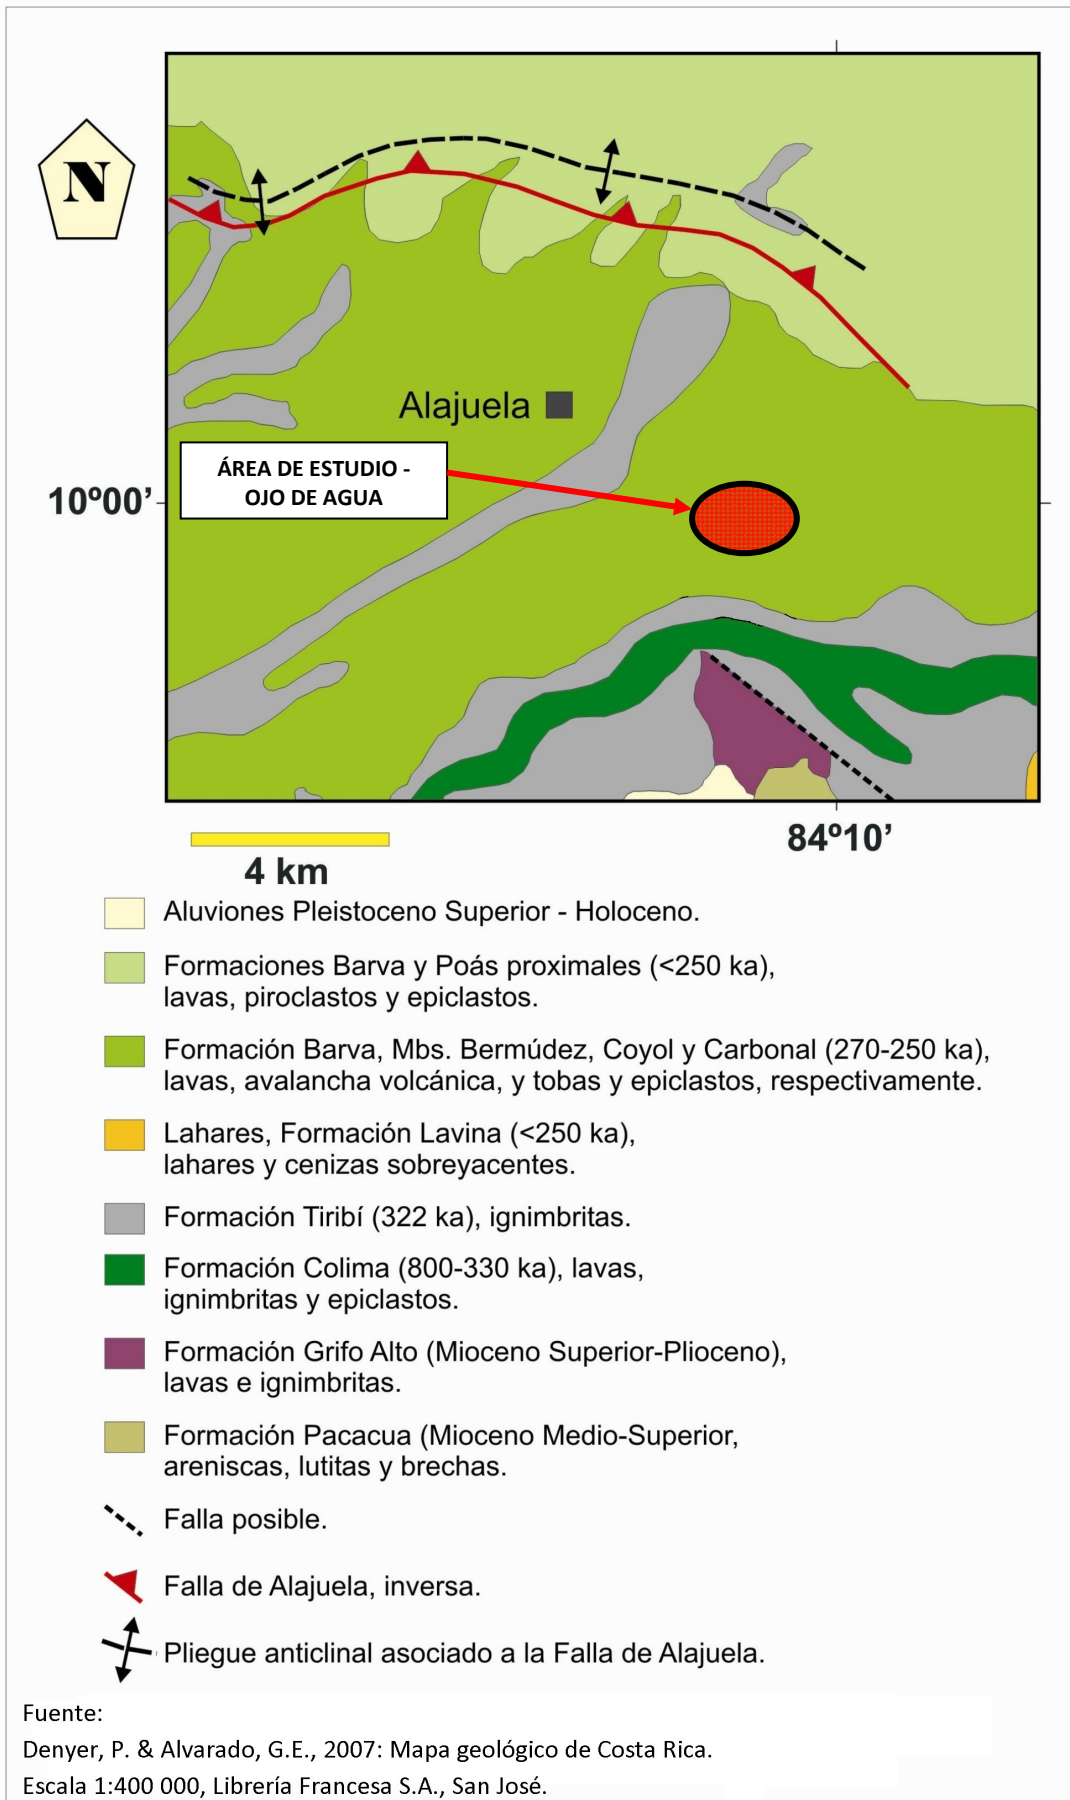 N
Alajuela
ÁREA DE ESTUDIO -
OJO DE AGUA
10º00’
84º10’
4 km
Aluviones Pleistoceno Superior - Holoceno.
Formaciones Barva y Poás proximales (<250 ka),
lavas, piroclastos y epiclastos.
Formación Barva, Mbs. Bermúdez, Coyol y Carbonal (270-250 ka),
lavas, avalancha volcánica, y tobas y epiclastos, respectivamente.
Lahares, Formación Lavina (<250 ka),
lahares y cenizas sobreyacentes.
Formación Tiribí (322 ka), ignimbritas.
Formación Colima (800-330 ka), lavas,
ignimbritas y epiclastos.
Formación Grifo Alto (Mioceno Superior-Plioceno),
lavas e ignimbritas.
Formación Pacacua (Mioceno Medio-Superior,
areniscas, lutitas y brechas.
Falla posible.
Falla de Alajuela, inversa.
Pliegue anticlinal asociado a la Falla de Alajuela.
Fuente:
Denyer, P. & Alvarado, G.E., 2007: Mapa geológico de Costa Rica.
Escala 1:400 000, Librería Francesa S.A., San José.